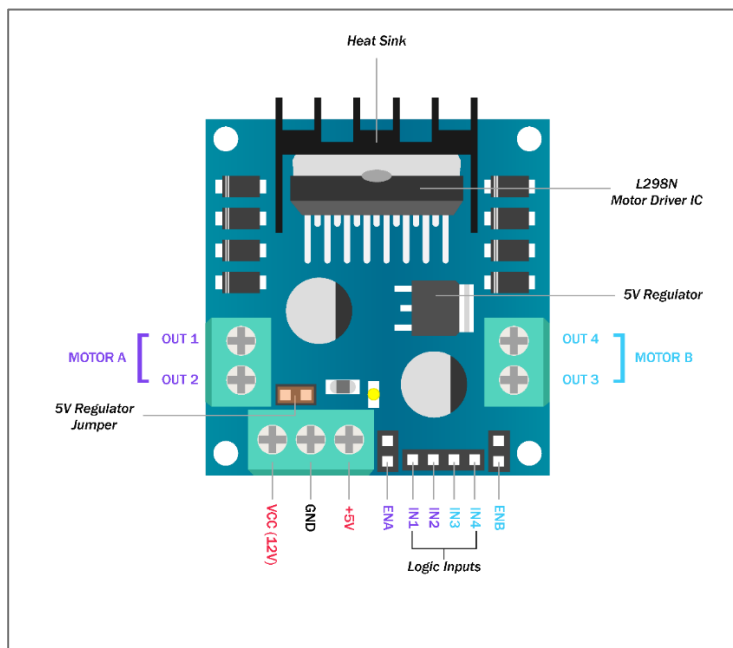 Heat Sink
L298N
Motor Driver IC
5V Regulator
OUT 1
MOTOR A
OUT 2
OUT 4
MOTOR B
OUT 3
5V Regulator
Jumper
VCC (12V)
GND
+5V
ENA
IN1
IN2
IN3
IN4
ENB
Logic Inputs